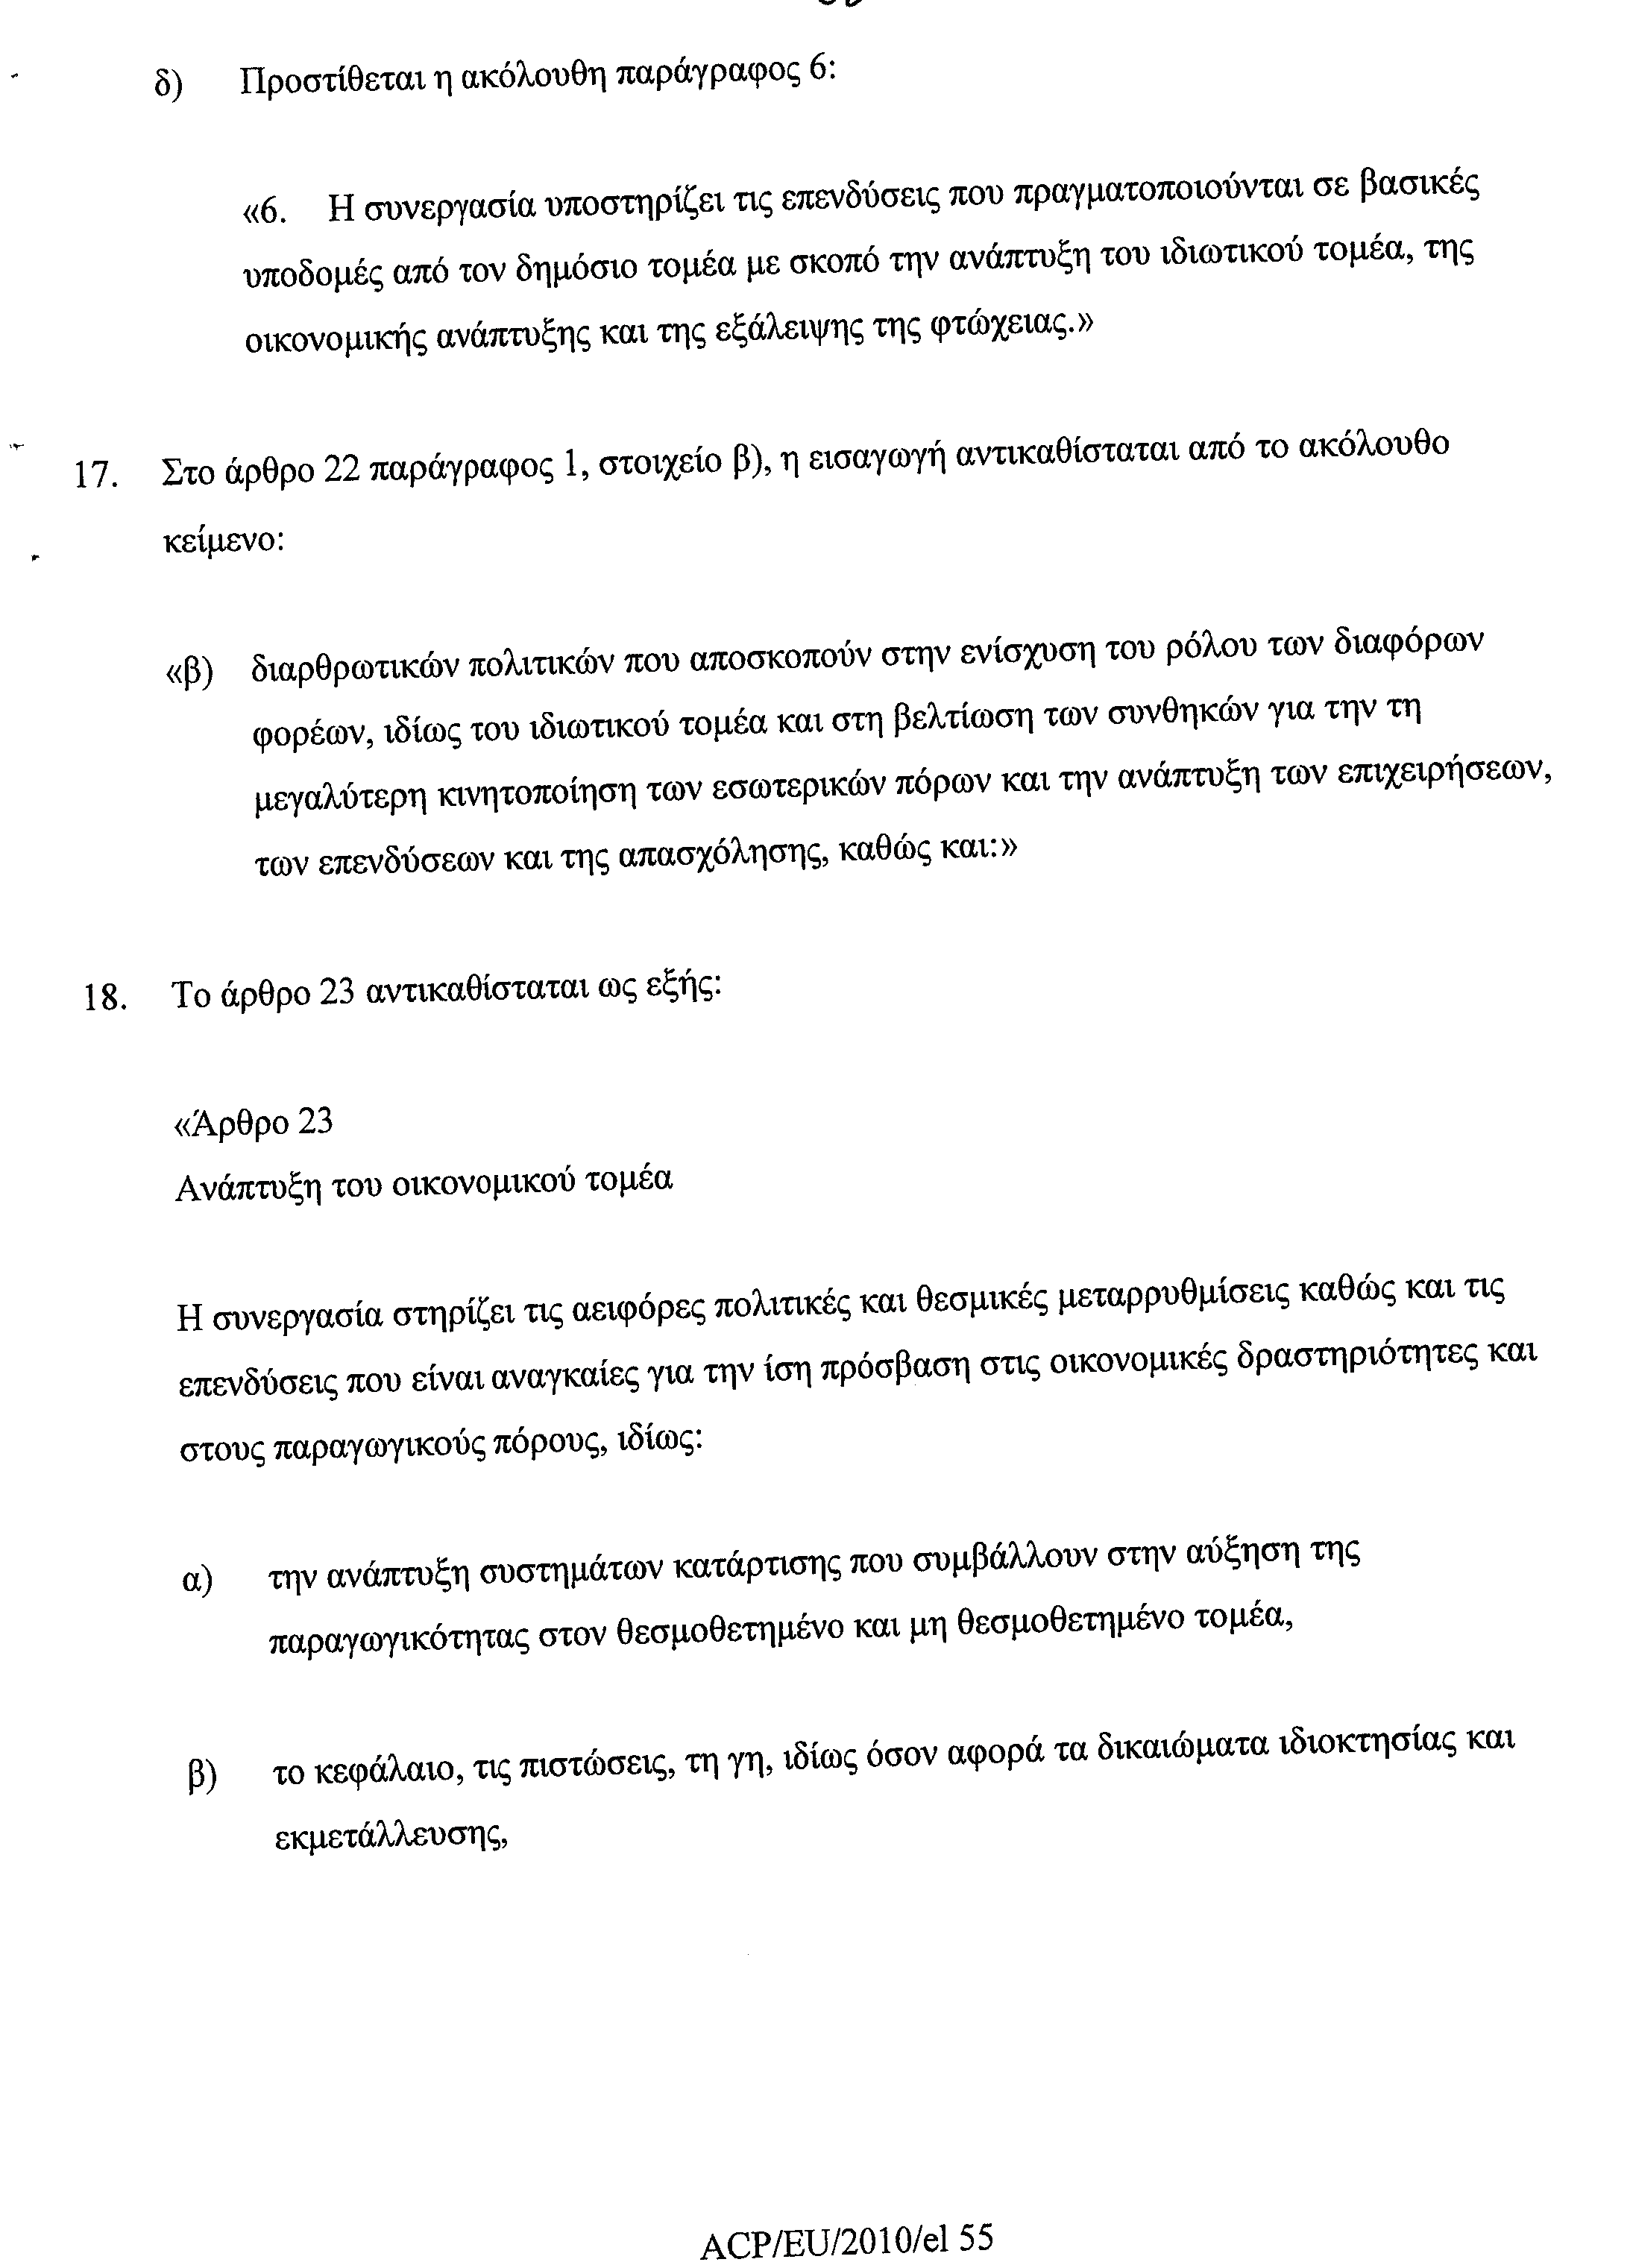 δ) Προστίθεται η ακόλουθη παράγραφος 6:
«6. Η συνεργασία υποστηρίζει τις επενδύσεις που πραγματοποιούνται σε βασικές
υποδομές από τον δημόσιο τομέα με σκοπό την ανάπτυξη του ιδιωτικού τομέα, της
οικονομικής ανάπτυξης και της εξάλειψης της φτώχειας.»
17. Στο άρθρο 22 παράγραφος 1, στοιχείο β), η εισαγωγή αντικαθίσταται από το ακόλουθο
κείμενο:
«β) διαρθρωτικών πολιτικών που αποσκοπούν στην ενίσχυση του ρόλου των διαφόρων
φορέων, ιδίως του ιδιωτικού τομέα και στη βελτίωση των συνθηκών για την τη
μεγαλύτερη κινητοποίηση των εσωτερικών πόρων και την ανάπτυξη των επιχειρήσεων,
των επενδύσεων και της απασχόλησης, καθώς και:»
18. Το άρθρο 23 αντικαθίσταται ως εξής:
«Άρθρο 23
Ανάπτυξη του οικονομικού τομέα
Η συνεργασία στηρίζει τις αειφόρες πολιτικές και θεσμικές μεταρρυθμίσεις καθώς και τις
επενδύσεις που είναι αναγκαίες για την ίση πρόσβαση στις οικονομικές δραστηριότητες και
στους παραγωγικούς πόρους, ιδίως:
α) την ανάπτυξη συστημάτων κατάρτισης που συμβάλλουν στην αύξηση της
παραγωγικότητας στον θεσμοθετημένο και μη θεσμοθετημένο τομέα,
β) το κεφάλαιο, τις πιστώσεις, τη γη, ιδίως όσον αφορά τα δικαιώματα ιδιοκτησίας και
εκμετάλλευσης,
ACP/EU/2010/el 55